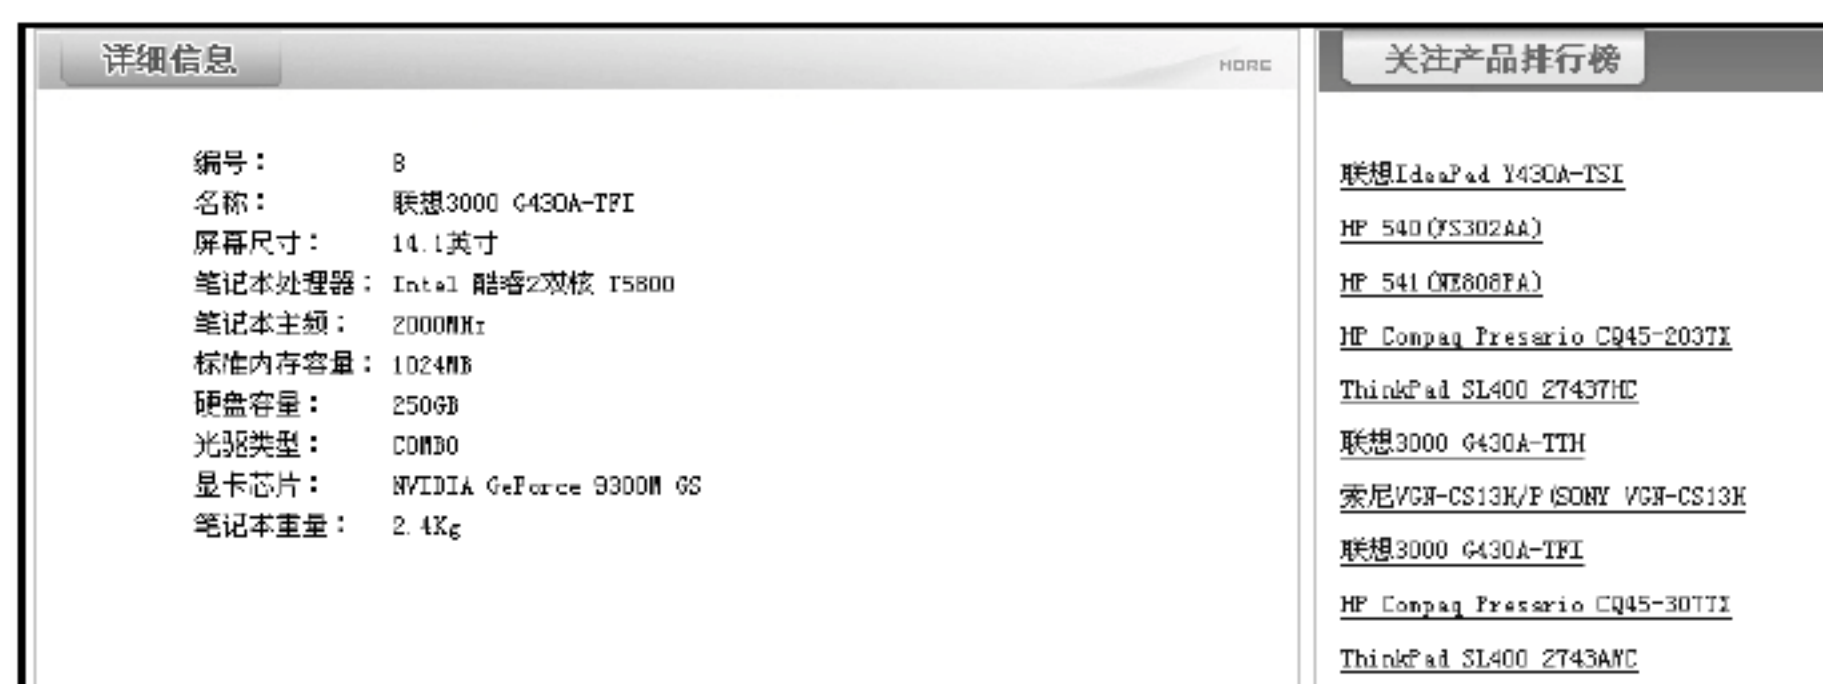 详细信息
MORE
编号： 8
名称： 联想3000 G430A-TFI
屏幕尺寸： 14.1英寸
笔记本处理器： Intel 酷睿2双核 T5800
笔记本主频： 2000MHz
标准内存容量： 1024MB
硬盘容量： 250GB
光驱类型： COMBO
显卡芯片： NVIDIA GeForce 9300M GS
笔记本重量： 2.4Kg
关注产品排行榜
联想IdeaPad Y430A-TSI
HP 540(FS302AA)
HP 541(NE808PA)
HP Compaq Presario CQ45-203TX
ThinkPad SL400 27437HC
联想3000 G430A-TTH
索尼VGN-CS13H/P(SONY VGN-CS13H
联想3000 G430A-TFI
HP Compaq Presario CQ45-307TX
ThinkPad SL400